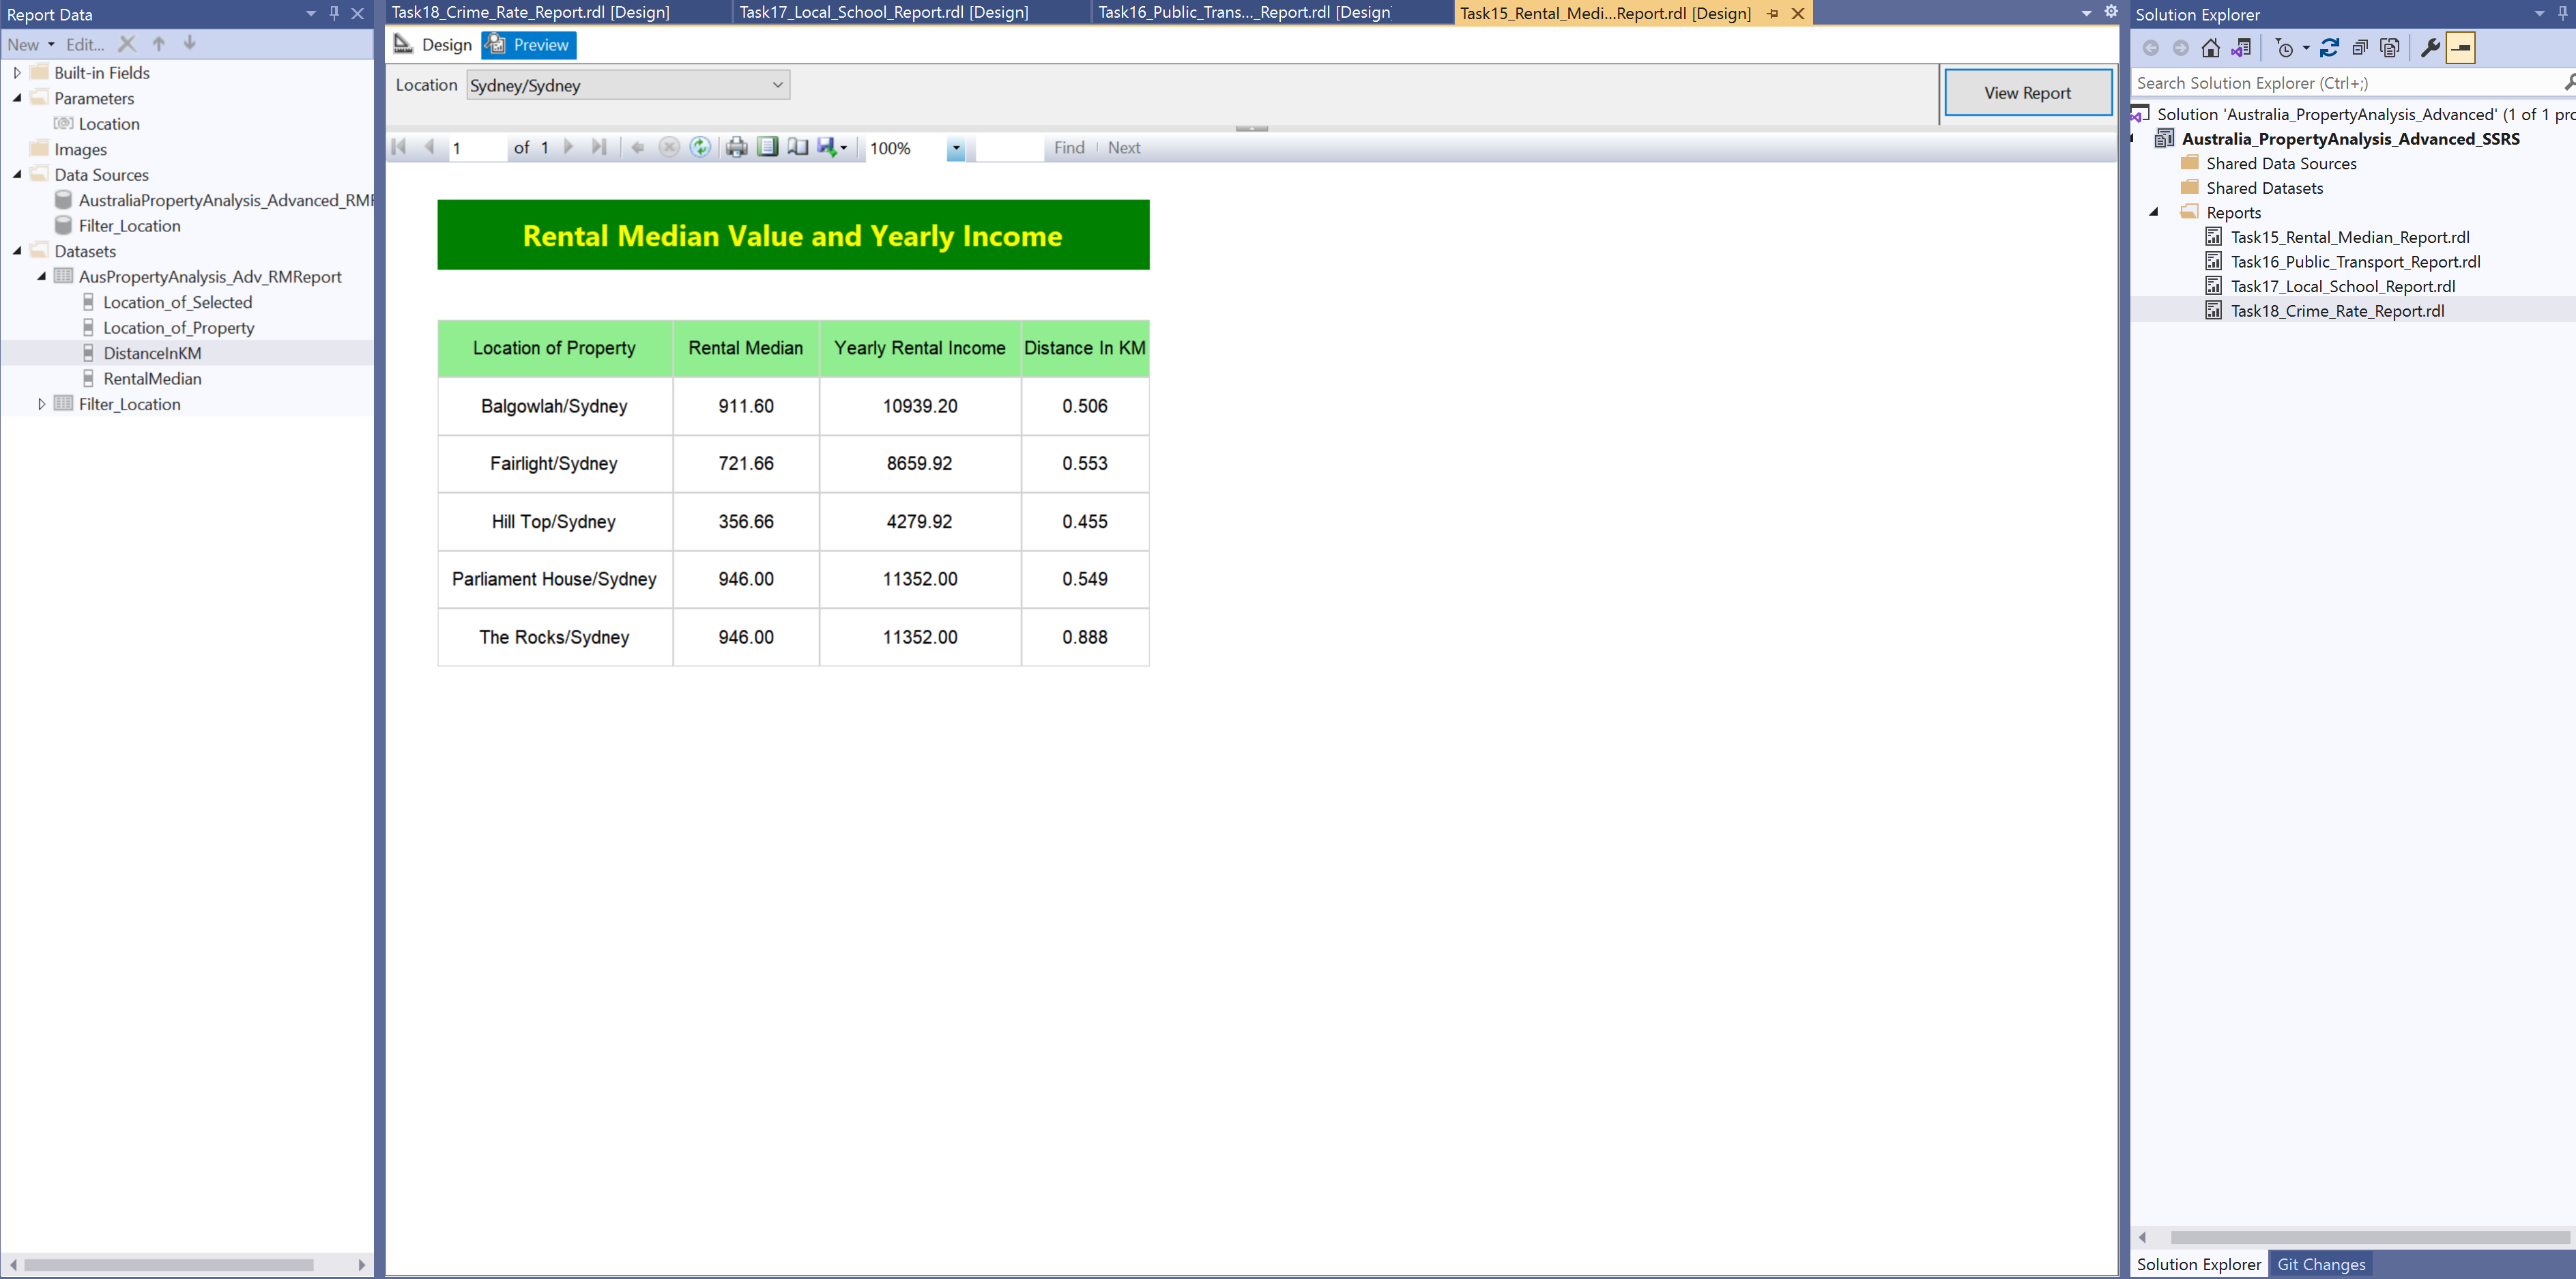 Report Data
New Edit...
Built-in Fields
Parameters
Location
Images
Data Sources
AustraliaPropertyAnalysis_Advanced_RMR
Filter_Location
Datasets
AusPropertyAnalysis_Adv_RMReport
Location_of_Selected
Location_of_Property
DistanceInKM
RentalMedian
Filter_Location
Task18_Crime_Rate_Report.rdl [Design] Task17_Local_School_Report.rdl [Design] Task16_Public_Trans..._Report.rdl [Design Task15_Rental_Medi...Report.rdl [Design]
Design Preview
Location Sydney/Sydney View Report
1 of 1 100% Find Next
Rental Median Value and Yearly Income
Location of Property Rental Median Yearly Rental Income Distance In KM
Balgowlah/Sydney 911.60 10939.20 0.506
Fairlight/Sydney 721.66 8659.92 0.553
Hill Top/Sydney 356.66 4279.92 0.455
Parliament House/Sydney 946.00 11352.00 0.549
The Rocks/Sydney 946.00 11352.00 0.888
Solution Explorer
Search Solution Explorer (Ctrl+;)
Solution 'Australia_PropertyAnalysis_Advanced' (1 of 1 pro
Australia_PropertyAnalysis_Advanced_SSRS
Shared Data Sources
Shared Datasets
Reports
Task15_Rental_Median_Report.rdl
Task16_Public_Transport_Report.rdl
Task17_Local_School_Report.rdl
Task18_Crime_Rate_Report.rdl
Solution Explorer Git Changes